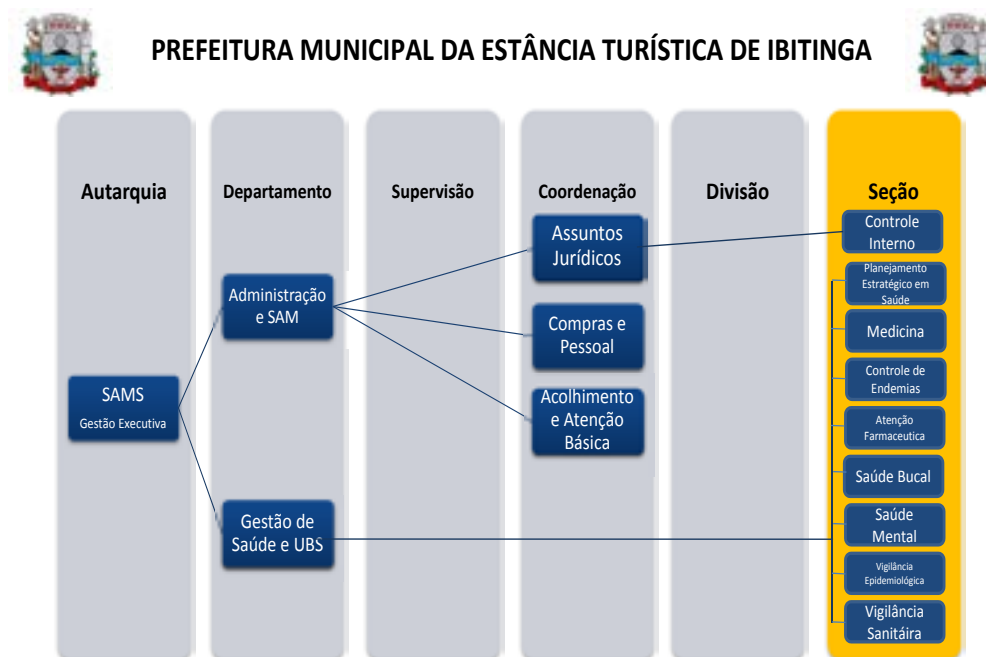 PREFEITURA MUNICIPAL DA ESTÂNCIA TURÍSTICA DE IBITINGA
Autarquia
Departamento
Supervisão
Coordenação
Divisão
Seção
SAMS
Gestão Executiva
Administração
e SAM
Gestão de
Saúde e UBS
Assuntos
Jurídicos
Compras e
Pessoal
Acolhimento
e Atenção
Básica
Controle
Interno
Planejamento
Estratégico em
Saúde
Medicina
Controle de
Endemias
Atenção
Farmaceutica
Saúde Bucal
Saúde
Mental
Vigilância
Epidemiológica
Vigilância
Sanitáira